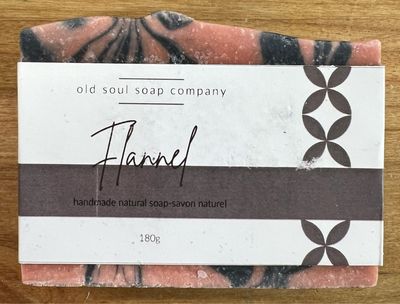 old soul soap company
Flannel
handmade natural soap-savon naturel
180g